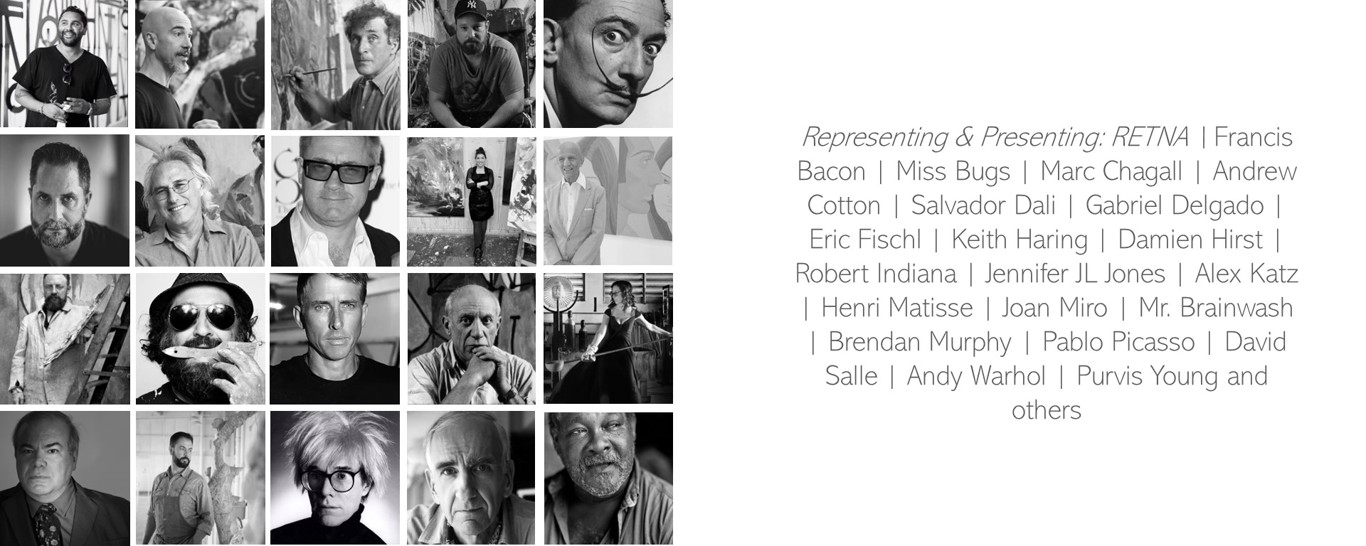 Representing & Presenting: RETNA | Francis
Bacon | Miss Bugs | Marc Chagall | Andrew
Cotton | Salvador Dali | Gabriel Delgado |
Eric Fischl | Keith Haring | Damien Hirst |
Robert Indiana | Jennifer JL Jones | Alex Katz
| Henri Matisse | Joan Miro | Mr. Brainwash
| Brendan Murphy | Pablo Picasso | David
Salle | Andy Warhol | Purvis Young and
others